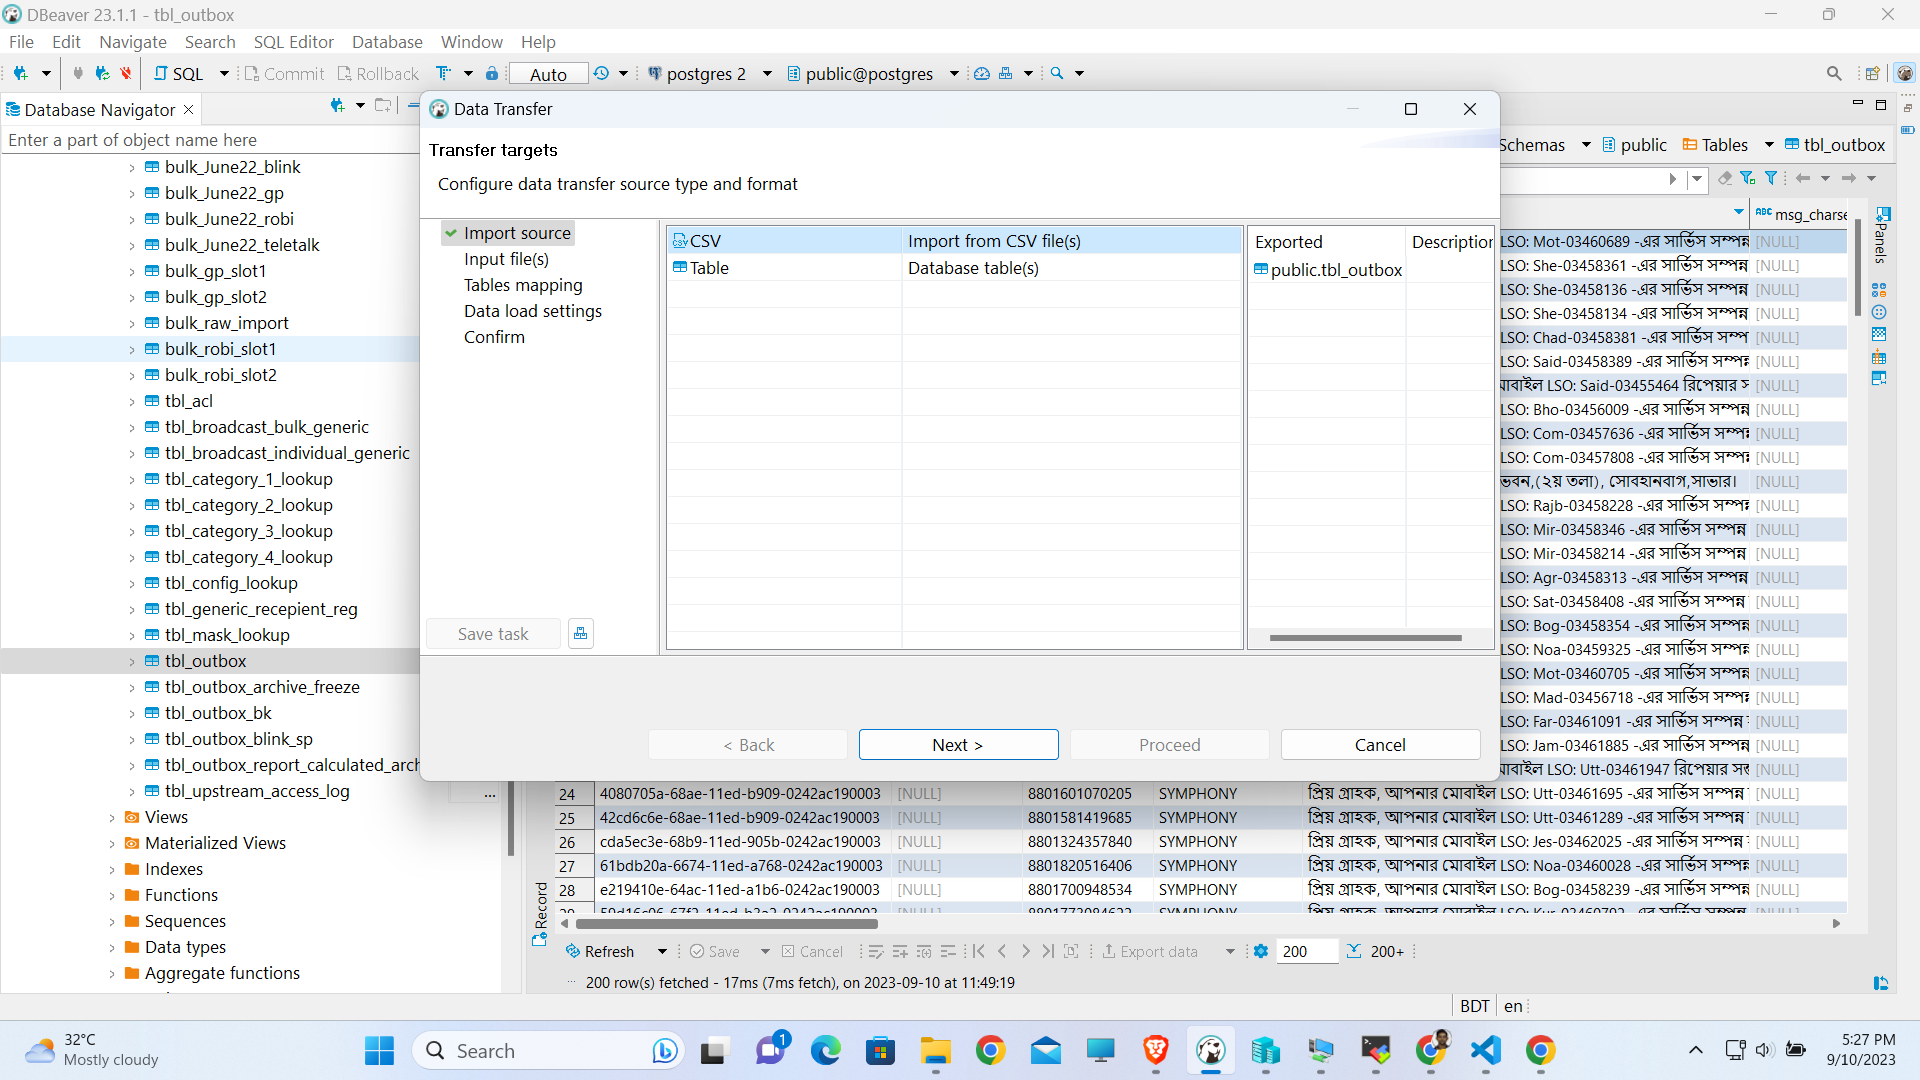 DBeaver 23.1.1 - tbl_outbox
File Edit Navigate Search SQL Editor Database Window Help
SQL Commit Rollback Auto postgres 2 public@postgres
Database Navigator
Enter a part of object name here
bulk_June22_blink
bulk_June22_gp
bulk_June22_robi
bulk_June22_teletalk
bulk_gp_slot1
bulk_gp_slot2
bulk_raw_import
bulk_robi_slot1
bulk_robi_slot2
tbl_acl
tbl_broadcast_bulk_generic
tbl_broadcast_individual_generic
tbl_category_1_lookup
tbl_category_2_lookup
tbl_category_3_lookup
tbl_category_4_lookup
tbl_config_lookup
tbl_generic_recepient_reg
tbl_mask_lookup
tbl_outbox
tbl_outbox_archive_freeze
tbl_outbox_bk
tbl_outbox_blink_sp
tbl_outbox_report_calculated_arch
tbl_upstream_access_log ...
Views
Materialized Views
Indexes
Functions
Sequences
Data types
Aggregate functions
Data Transfer
Transfer targets
Configure data transfer source type and format
Import source
Input file(s)
Tables mapping
Data load settings
Confirm
Save task
CSV Import from CSV file(s)
Table Database table(s)
Exported Description
public.tbl_outbox
< Back Next > Proceed Cancel
Schemas public Tables tbl_outbox
ABC msg_charse
Panels
LSO: Mot-03460689 -এর সার্ভিস সম্পন্ন [NULL]
LSO: She-03458361 -এর সার্ভিস সম্পন্ন [NULL]
LSO: She-03458136 -এর সার্ভিস সম্পন্ন [NULL]
LSO: She-03458134 -এর সার্ভিস সম্পন্ন [NULL]
LSO: Chad-03458381 -এর সার্ভিস সম্প [NULL]
LSO: Said-03458389 -এর সার্ভিস সম্পন্ [NULL]
মাবাইল LSO: Said-03455464 রিপেয়ার স [NULL]
LSO: Bho-03456009 -এর সার্ভিস সম্পন্ন [NULL]
LSO: Com-03457636 -এর সার্ভিস সম্পন্ [NULL]
LSO: Com-03457808 -এর সার্ভিস সম্পন্ [NULL]
ভবন,(২য় তলা), সোবহানবাগ,সাভার। [NULL]
LSO: Rajb-03458228 -এর সার্ভিস সম্পন্ [NULL]
LSO: Mir-03458346 -এর সার্ভিস সম্পন্ন [NULL]
LSO: Mir-03458214 -এর সার্ভিস সম্পন্ন [NULL]
LSO: Agr-03458313 -এর সার্ভিস সম্পন্ন [NULL]
LSO: Sat-03458408 -এর সার্ভিস সম্পন্ন [NULL]
LSO: Bog-03458354 -এর সার্ভিস সম্পন্ন [NULL]
LSO: Noa-03459325 -এর সার্ভিস সম্পন্ন [NULL]
LSO: Mot-03460705 -এর সার্ভিস সম্পন্ন [NULL]
LSO: Mad-03456718 -এর সার্ভিস সম্পন্ [NULL]
LSO: Far-03461091 -এর সার্ভিস সম্পন্ন [NULL]
LSO: Jam-03461885 -এর সার্ভিস সম্পন্ [NULL]
মাবাইল LSO: Utt-03461947 রিপেয়ার সম্ [NULL]
24 4080705a-68ae-11ed-b909-0242ac190003 [NULL] 8801601070205 SYMPHONY প্রিয় গ্রাহক, আপনার মোবাইল LSO: Utt-03461695 -এর সার্ভিস সম্পন্ন [NULL]
25 42cd6c6e-68ae-11ed-b909-0242ac190003 [NULL] 8801581419685 SYMPHONY প্রিয় গ্রাহক, আপনার মোবাইল LSO: Utt-03461289 -এর সার্ভিস সম্পন্ন [NULL]
26 cda5ec3e-68b9-11ed-905b-0242ac190003 [NULL] 8801324357840 SYMPHONY প্রিয় গ্রাহক, আপনার মোবাইল LSO: Jes-03462025 -এর সার্ভিস সম্পন্ন [NULL]
27 61bdb20a-6674-11ed-a768-0242ac190003 [NULL] 8801820516406 SYMPHONY প্রিয় গ্রাহক, আপনার মোবাইল LSO: Noa-03460028 -এর সার্ভিস সম্পন্ন [NULL]
28 e219410e-64ac-11ed-a1b6-0242ac190003 [NULL] 8801700948534 SYMPHONY প্রিয় গ্রাহক, আপনার মোবাইল LSO: Bog-03458239 -এর সার্ভিস সম্পন্ন [NULL]
Record
Refresh Save Cancel Export data 200 200+
200 row(s) fetched - 17ms (7ms fetch), on 2023-09-10 at 11:49:19
BDT en
32°C
Mostly cloudy
Search
1
5:27 PM
9/10/2023